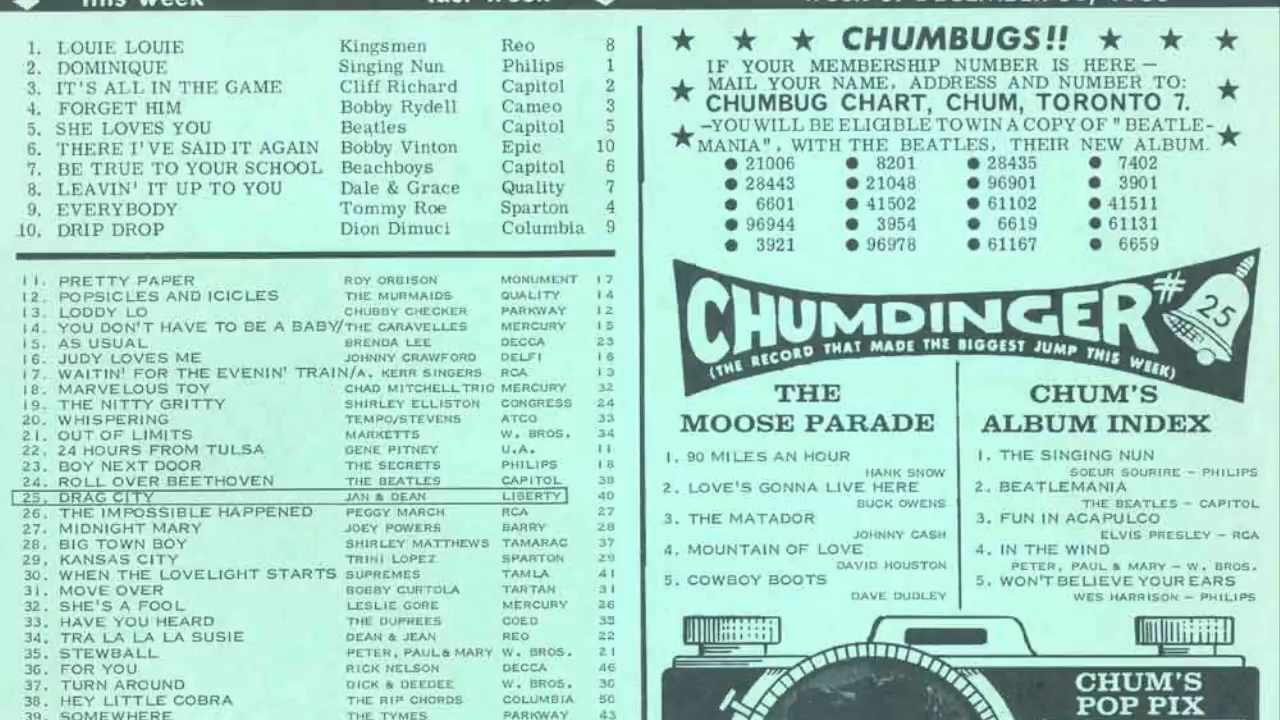 This Week
Last Week
1. LOUIE LOUIE Kingsmen Reo 8
2. DOMINIQUE Singing Nun Philips 1
3. IT'S ALL IN THE GAME Cliff Richard Capitol 2
4. FORGET HIM Bobby Rydell Cameo 3
5. SHE LOVES YOU Beatles Capitol 5
6. THERE I'VE SAID IT AGAIN Bobby Vinton Epic 10
7. BE TRUE TO YOUR SCHOOL Beachboys Capitol 6
8. LEAVIN' IT UP TO YOU Dale & Grace Quality 7
9. EVERYBODY Tommy Roe Sparton 4
10. DRIP DROP Dion Dimuci Columbia 9
11. PRETTY PAPER ROY ORBISON MONUMENT 17
12. POPSICLES AND ICICLES THE MURMAIDS QUALITY 14
13. LODDY LO CHUBBY CHECKER PARKWAY 12
14. YOU DON'T HAVE TO BE A BABY/THE CARAVELLES MERCURY 15
15. AS USUAL BRENDA LEE DECCA 23
16. JUDY LOVES ME JOHNNY CRAWFORD DELFI 16
17. WAITIN' FOR THE EVENIN' TRAIN/A. KERR SINGERS RCA 13
18. MARVELOUS TOY CHAD MITCHELL TRIO MERCURY 32
19. THE NITTY GRITTY SHIRLEY ELLISTON CONGRESS 24
20. WHISPERING TEMPO/STEVENS ATCO 33
21. OUT OF LIMITS MARKETTS W. BROS. 34
22. 24 HOURS FROM TULSA GENE PITNEY U.A. 11
23. BOY NEXT DOOR THE SECRETS PHILIPS 18
24. ROLL OVER BEETHOVEN THE BEATLES CAPITOL 38
25. DRAG CITY JAN & DEAN LIBERTY 40
26. THE IMPOSSIBLE HAPPENED PEGGY MARCH RCA 27
27. MIDNIGHT MARY JOEY POWERS BARRY 28
28. BIG TOWN BOY SHIRLEY MATTHEWS TAMARAC 37
29. KANSAS CITY TRINI LOPEZ SPARTON 29
30. WHEN THE LOVELIGHT STARTS SUPREMES TAMLA 41
31. MOVE OVER BOBBY CURTOLA TARTAN 31
32. SHE'S A FOOL LESLIE GORE MERCURY 26
33. HAVE YOU HEARD THE DUPREES COED 35
34. TRA LA LA LA SUSIE DEAN & JEAN REO 22
35. STEWBALL PETER, PAUL & MARY W. BROS. 21
36. FOR YOU RICK NELSON DECCA 46
37. TURN AROUND DICK & DEEDEE W. BROS. 30
38. HEY LITTLE COBRA THE RIP CHORDS COLUMBIA 50
39. SOMEWHERE THE TYMES PARKWAY 43
CHUMBUGS!!
IF YOUR MEMBERSHIP NUMBER IS HERE –
MAIL YOUR NAME, ADDRESS AND NUMBER TO:
CHUMBUG CHART, CHUM, TORONTO 7.
–YOU WILL BE ELIGIBLE TO WIN A COPY OF "BEATLE-
MANIA", WITH THE BEATLES, THEIR NEW ALBUM.
● 21006 ● 8201 ● 28435 ● 7402
● 28443 ● 21048 ● 96901 ● 3901
● 6601 ● 41502 ● 61102 ● 41511
● 96944 ● 3954 ● 6619 ● 61131
● 3921 ● 96978 ● 61167 ● 6659
CHUMDINGER # 25
(THE RECORD THAT MADE THE BIGGEST JUMP THIS WEEK)
THE
MOOSE PARADE
1. 90 MILES AN HOUR
HANK SNOW
2. LOVE'S GONNA LIVE HERE
BUCK OWENS
3. THE MATADOR
JOHNNY CASH
4. MOUNTAIN OF LOVE
DAVID HOUSTON
5. COWBOY BOOTS
DAVE DUDLEY
CHUM'S
ALBUM INDEX
1. THE SINGING NUN
SOEUR SOURIRE – PHILIPS
2. BEATLEMANIA
THE BEATLES – CAPITOL
3. FUN IN ACAPULCO
ELVIS PRESLEY – RCA
4. IN THE WIND
PETER, PAUL & MARY – W. BROS.
5. WON'T BELIEVE YOUR EARS
WES HARRISON – PHILIPS
CHUM'S
POP PIX